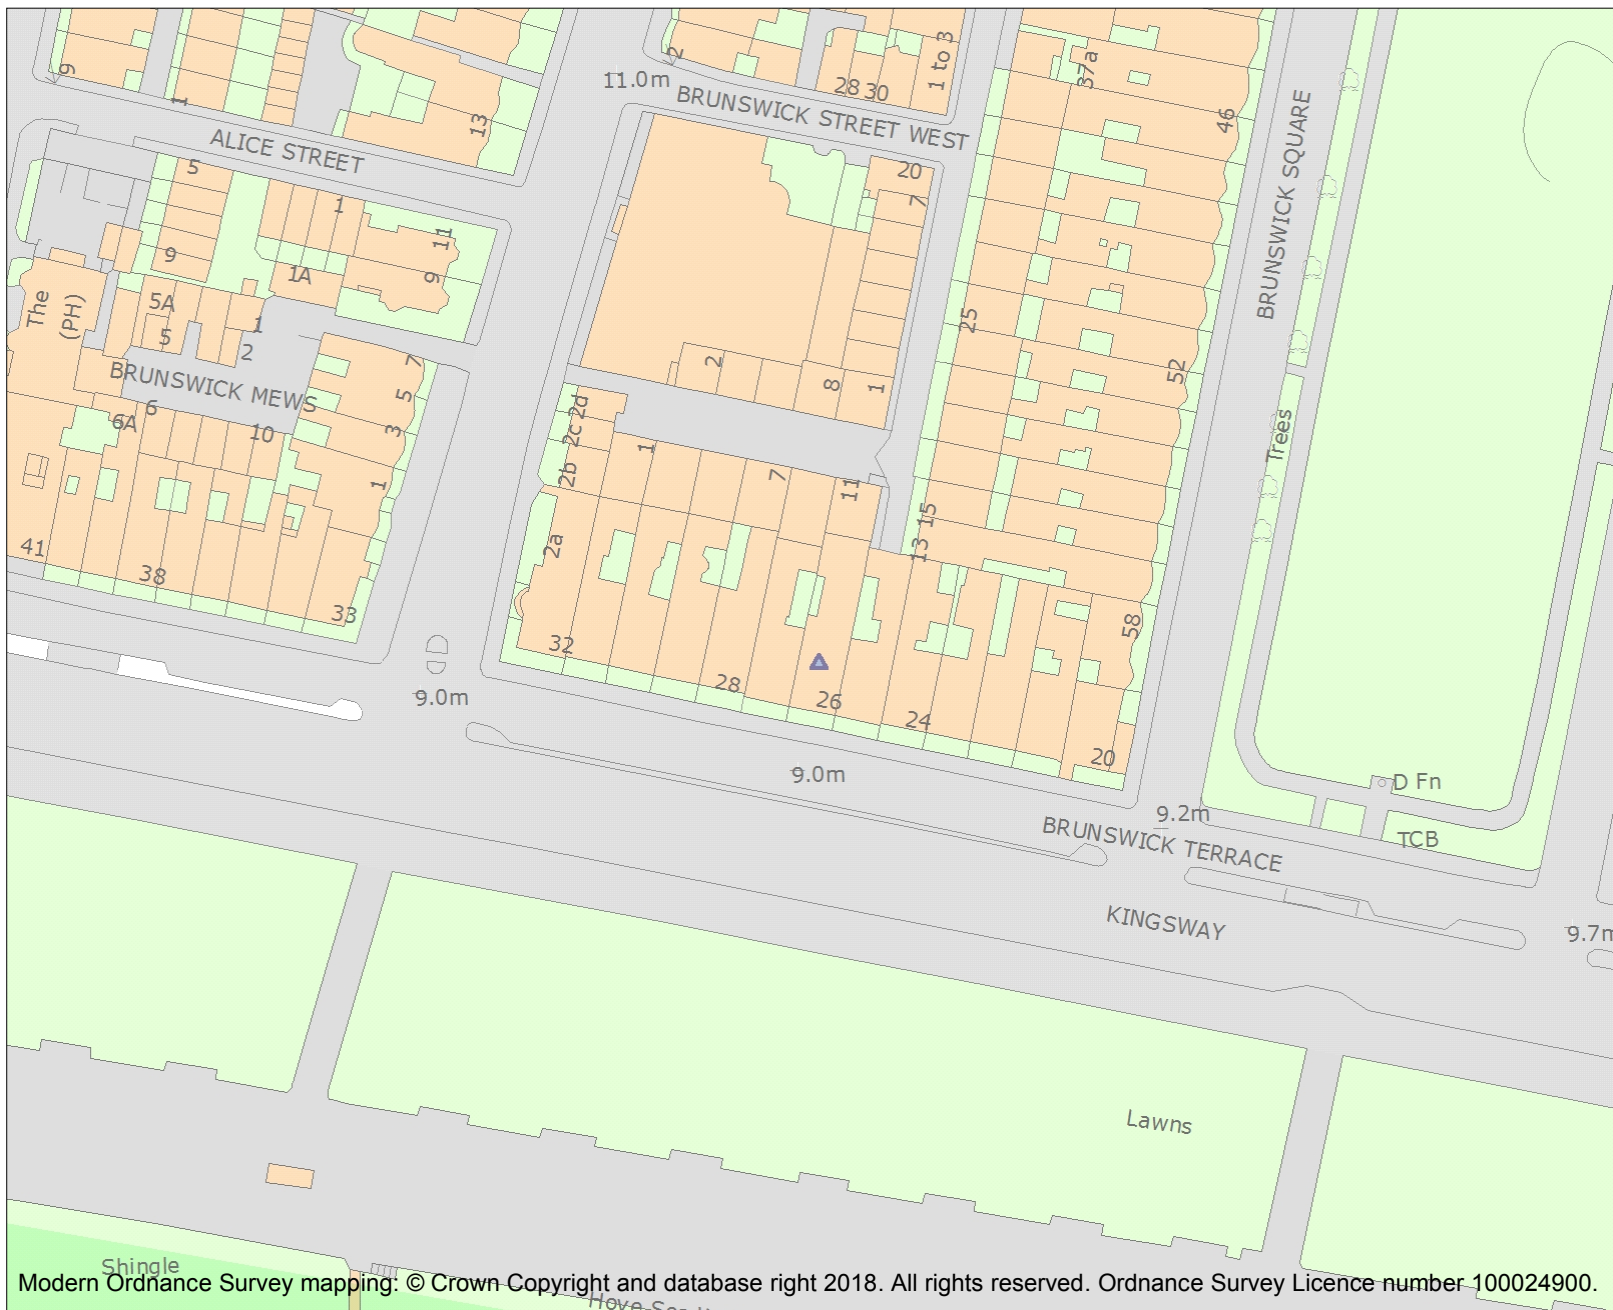 9
1
2
11.0m
28
30
1 to 3
37a
46
BRUNSWICK STREET WEST
BRUNSWICK SQUARE
ALICE STREET
13
5
1
11
9
1A
9
20
7
The
(PH)
5A
5
1
2
BRUNSWICK MEWS
6A
6
10
7
5
3
1
41
38
33
2
8
1
25
52
2d
2c
2b
2a
1
7
11
15
13
58
Trees
32
28
26
24
20
9.0m
9.0m
9.2m
BRUNSWICK TERRACE
D Fn
TCB
KINGSWAY
9.7m
Lawns
Shingle
Modern Ordnance Survey mapping: © Crown Copyright and database right 2018. All rights reserved. Ordnance Survey Licence number 100024900.
Hove